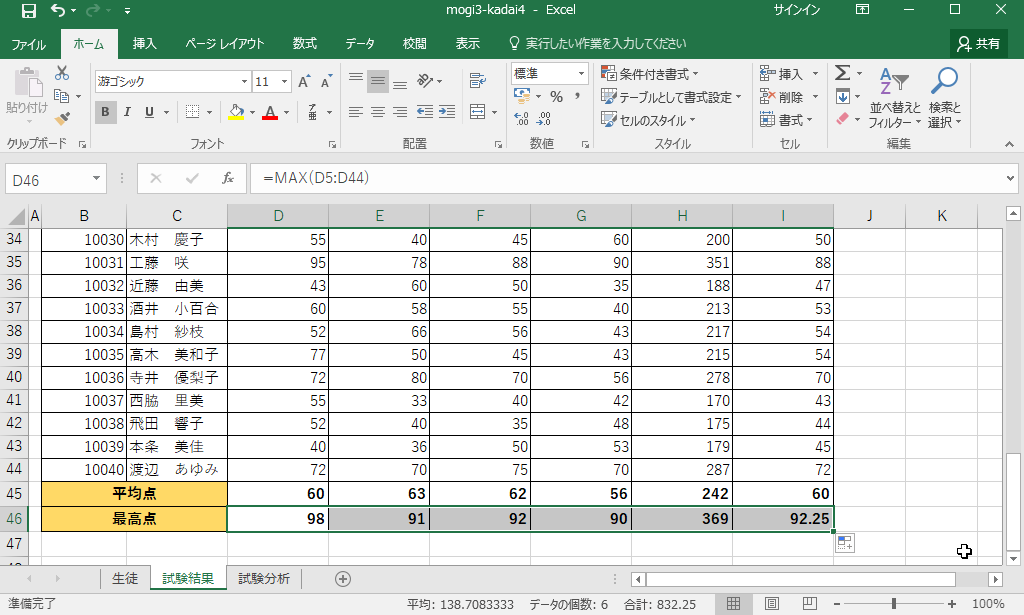 mogi3-kadai4 - Excel
サインイン
ファイル ホーム 挿入 ページ レイアウト 数式 データ 校閲 表示 実行したい作業を入力してください 共有
貼り付け
クリップボード
游ゴシック 11
B I U
フォント
配置
標準
% ,
数値
条件付き書式
テーブルとして書式設定
セルのスタイル
スタイル
挿入
削除
書式
セル
並べ替えと
フィルター
検索と
選択
編集
D46 fx =MAX(D5:D44)
A B C D E F G H I J K
34 10030 木村 慶子 55 40 45 60 200 50
35 10031 工藤 咲 95 78 88 90 351 88
36 10032 近藤 由美 43 60 50 35 188 47
37 10033 酒井 小百合 60 58 55 40 213 53
38 10034 島村 紗枝 52 66 56 43 217 54
39 10035 高木 美和子 77 50 45 43 215 54
40 10036 寺井 優梨子 72 80 70 56 278 70
41 10037 西脇 里美 55 33 40 42 170 43
42 10038 飛田 響子 52 40 35 48 175 44
43 10039 本条 美佳 40 36 50 53 179 45
44 10040 渡辺 あゆみ 72 70 75 70 287 72
45 平均点 60 63 62 56 242 60
46 最高点 98 91 92 90 369 92.25
47
生徒 試験結果 試験分析
準備完了 平均: 138.7083333 データの個数: 6 合計: 832.25 100%